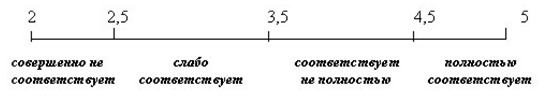 2 2,5 3,5 4,5 5
совершенно не слабо соответствует полностью
соответствует соответствует не полностью соответствует